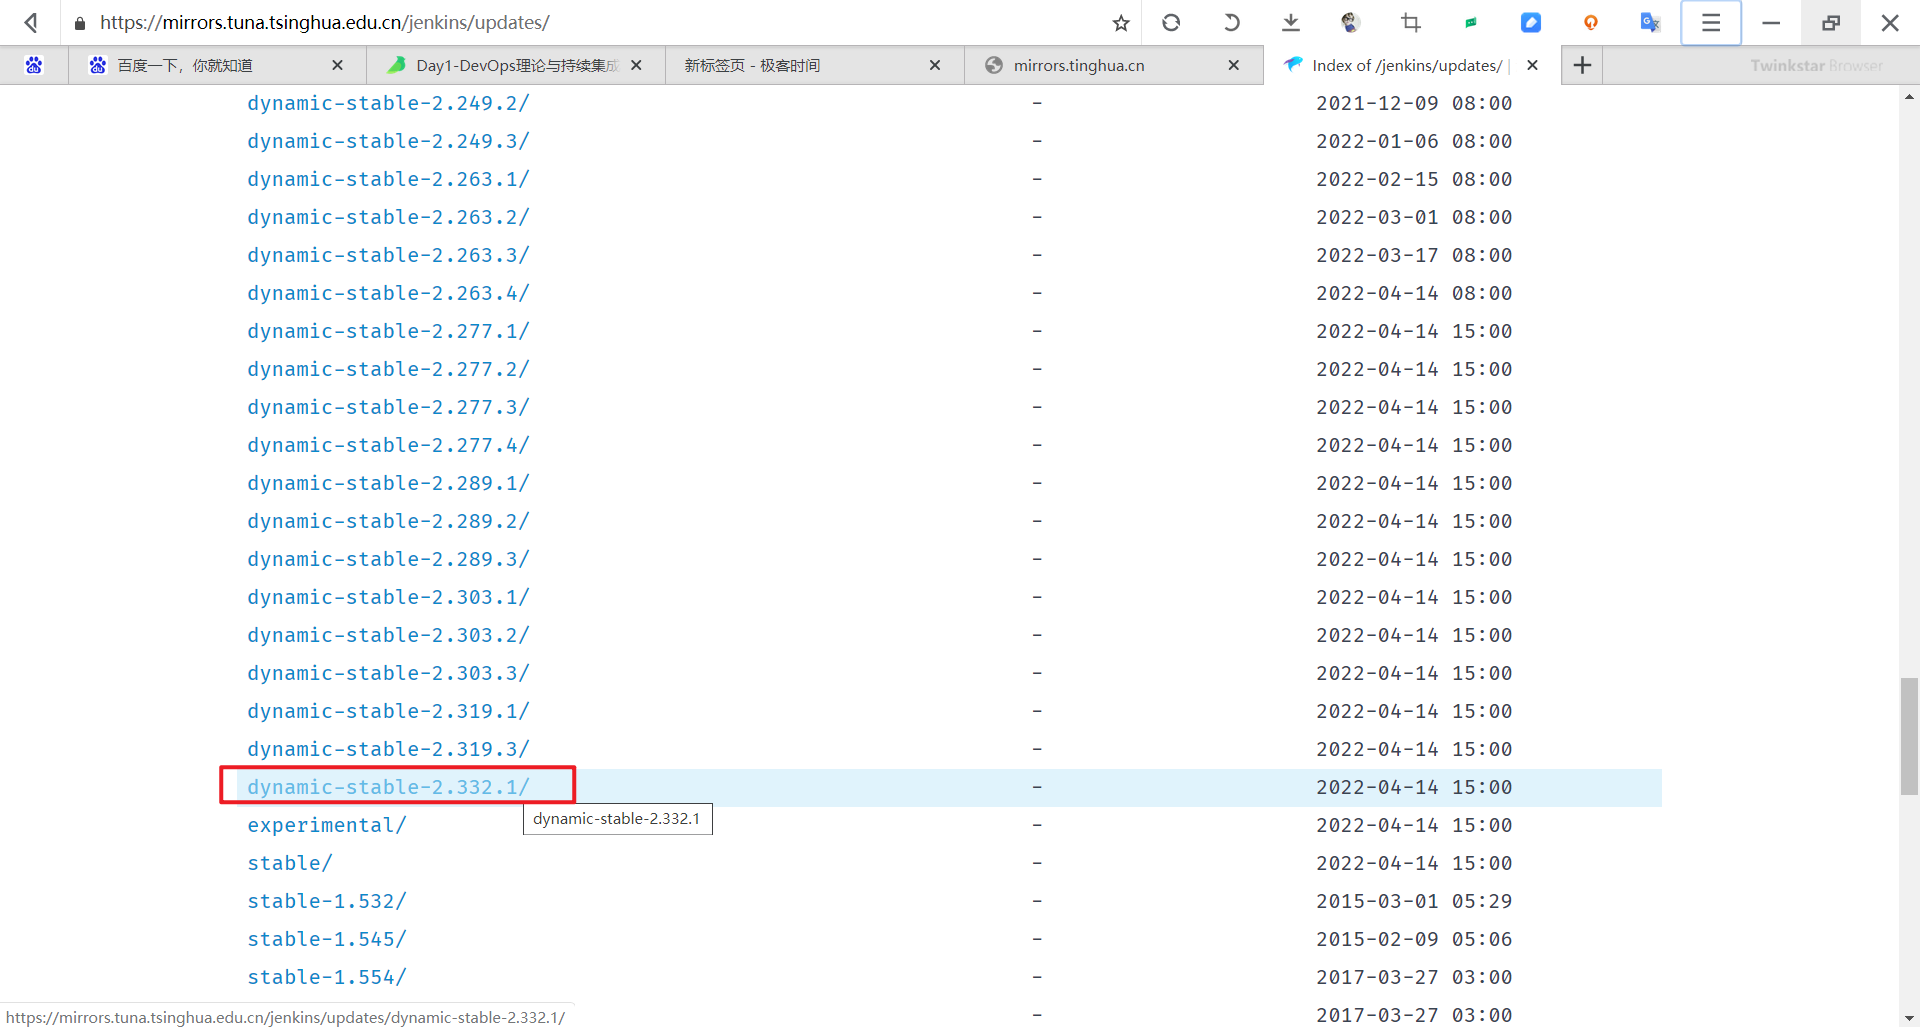 https://mirrors.tuna.tsinghua.edu.cn/jenkins/updates/
百度一下，你就知道
Day1-DevOps理论与持续集成
新标签页 - 极客时间
mirrors.tinghua.cn
Index of /jenkins/updates/ |
Twinkstar Browser
dynamic-stable-2.249.2/ - 2021-12-09 08:00
dynamic-stable-2.249.3/ - 2022-01-06 08:00
dynamic-stable-2.263.1/ - 2022-02-15 08:00
dynamic-stable-2.263.2/ - 2022-03-01 08:00
dynamic-stable-2.263.3/ - 2022-03-17 08:00
dynamic-stable-2.263.4/ - 2022-04-14 08:00
dynamic-stable-2.277.1/ - 2022-04-14 15:00
dynamic-stable-2.277.2/ - 2022-04-14 15:00
dynamic-stable-2.277.3/ - 2022-04-14 15:00
dynamic-stable-2.277.4/ - 2022-04-14 15:00
dynamic-stable-2.289.1/ - 2022-04-14 15:00
dynamic-stable-2.289.2/ - 2022-04-14 15:00
dynamic-stable-2.289.3/ - 2022-04-14 15:00
dynamic-stable-2.303.1/ - 2022-04-14 15:00
dynamic-stable-2.303.2/ - 2022-04-14 15:00
dynamic-stable-2.303.3/ - 2022-04-14 15:00
dynamic-stable-2.319.1/ - 2022-04-14 15:00
dynamic-stable-2.319.3/ - 2022-04-14 15:00
dynamic-stable-2.332.1/ - 2022-04-14 15:00
dynamic-stable-2.332.1
experimental/ - 2022-04-14 15:00
stable/ - 2022-04-14 15:00
stable-1.532/ - 2015-03-01 05:29
stable-1.545/ - 2015-02-09 05:06
stable-1.554/ - 2017-03-27 03:00
- 2017-03-27 03:00
https://mirrors.tuna.tsinghua.edu.cn/jenkins/updates/dynamic-stable-2.332.1/